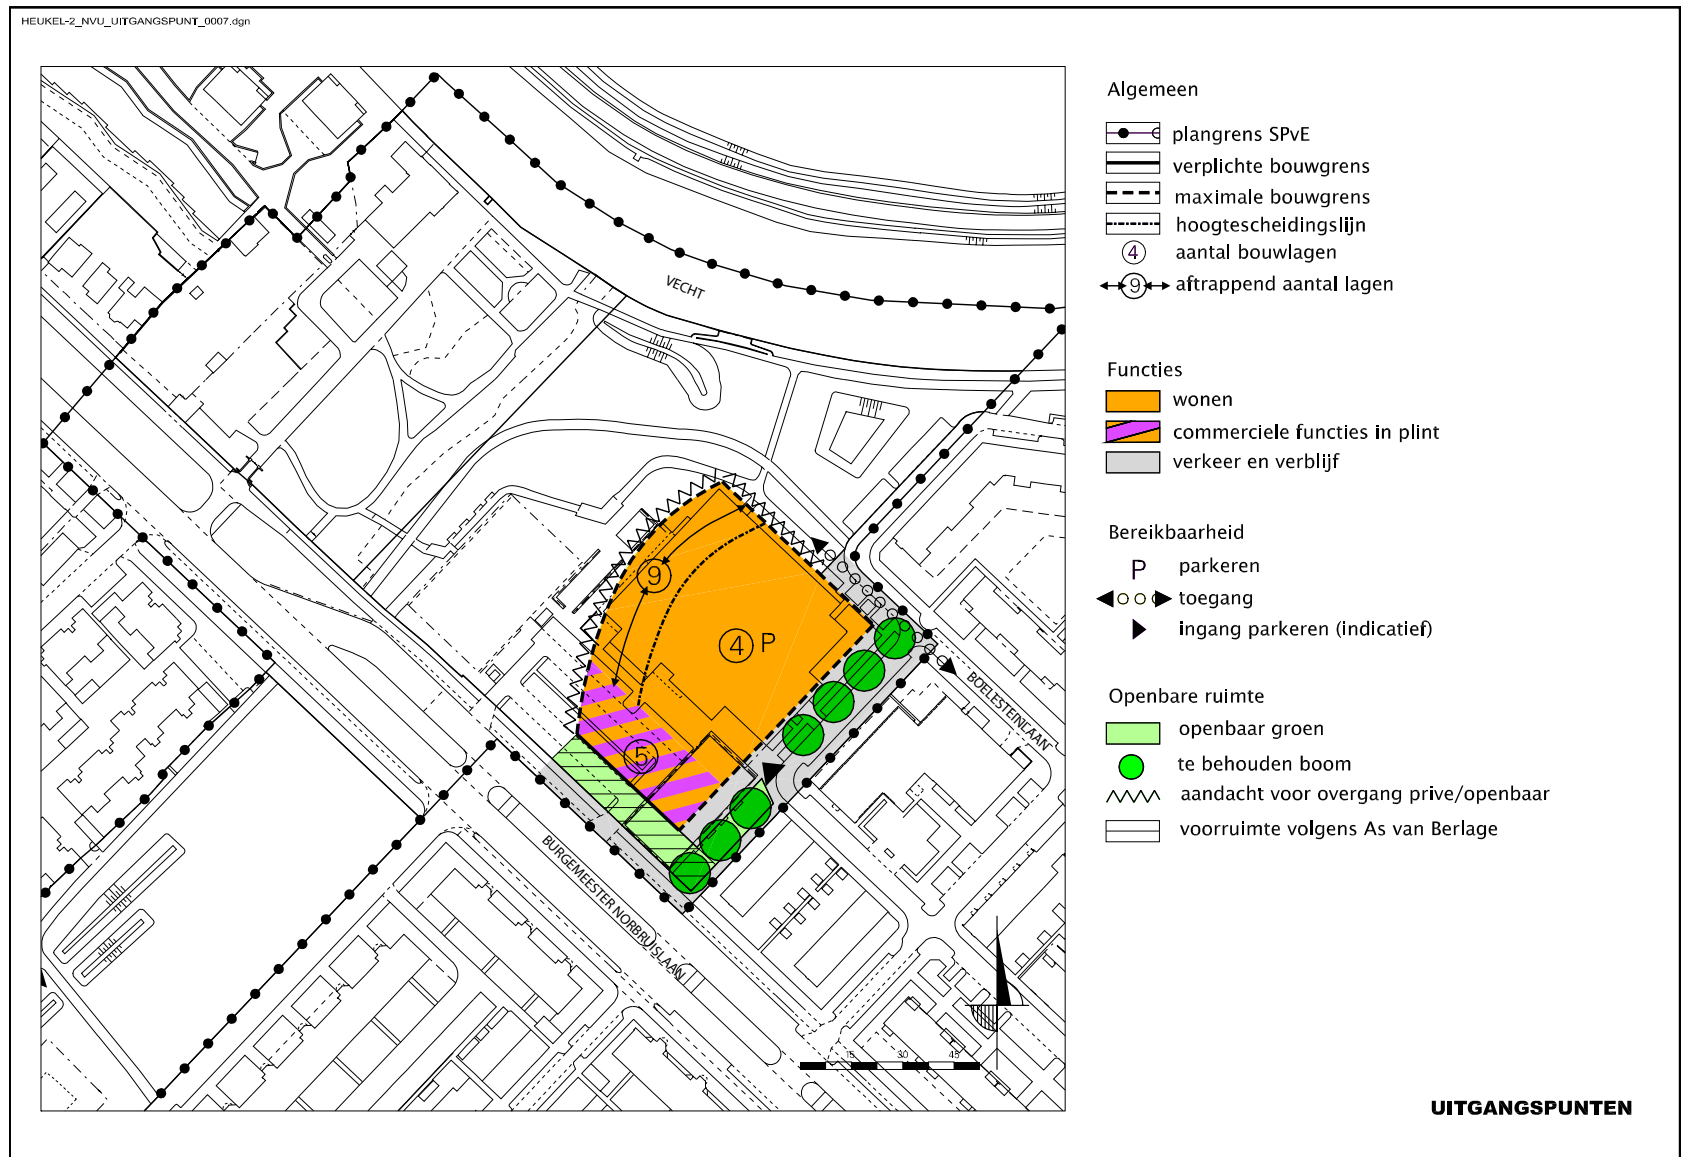 HEUKEL-2_NVU_UITGANGSPUNT_0007.dgn
VECHT
9
4 P
5
BOELESTEINLAAN
BURGEMEESTER NORBRUISLAAN
15 30 45
Algemeen
plangrens SPvE
verplichte bouwgrens
maximale bouwgrens
hoogtescheidingslijn
4 aantal bouwlagen
9 aftrappend aantal lagen
Functies
wonen
commerciele functies in plint
verkeer en verblijf
Bereikbaarheid
P parkeren
toegang
ingang parkeren (indicatief)
Openbare ruimte
openbaar groen
te behouden boom
aandacht voor overgang prive/openbaar
voorruimte volgens As van Berlage
UITGANGSPUNTEN